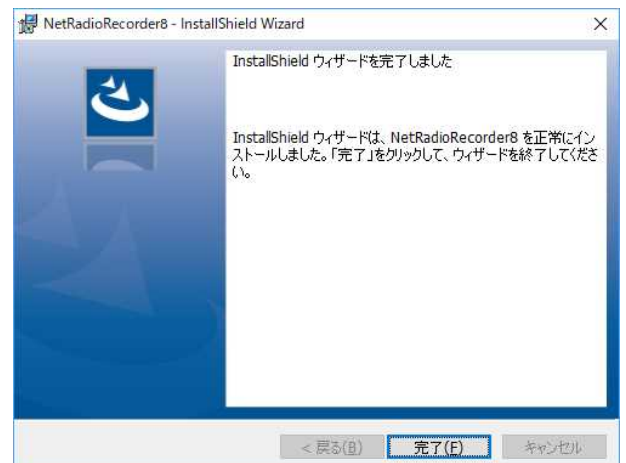 NetRadioRecorder8 - InstallShield Wizard
InstallShield ウィザードを完了しました
InstallShield ウィザードは、NetRadioRecorder8 を正常にイン
ストールしました。「完了」をクリックして、ウィザードを終了してくださ
い。
< 戻る(B) 完了(F) キャンセル